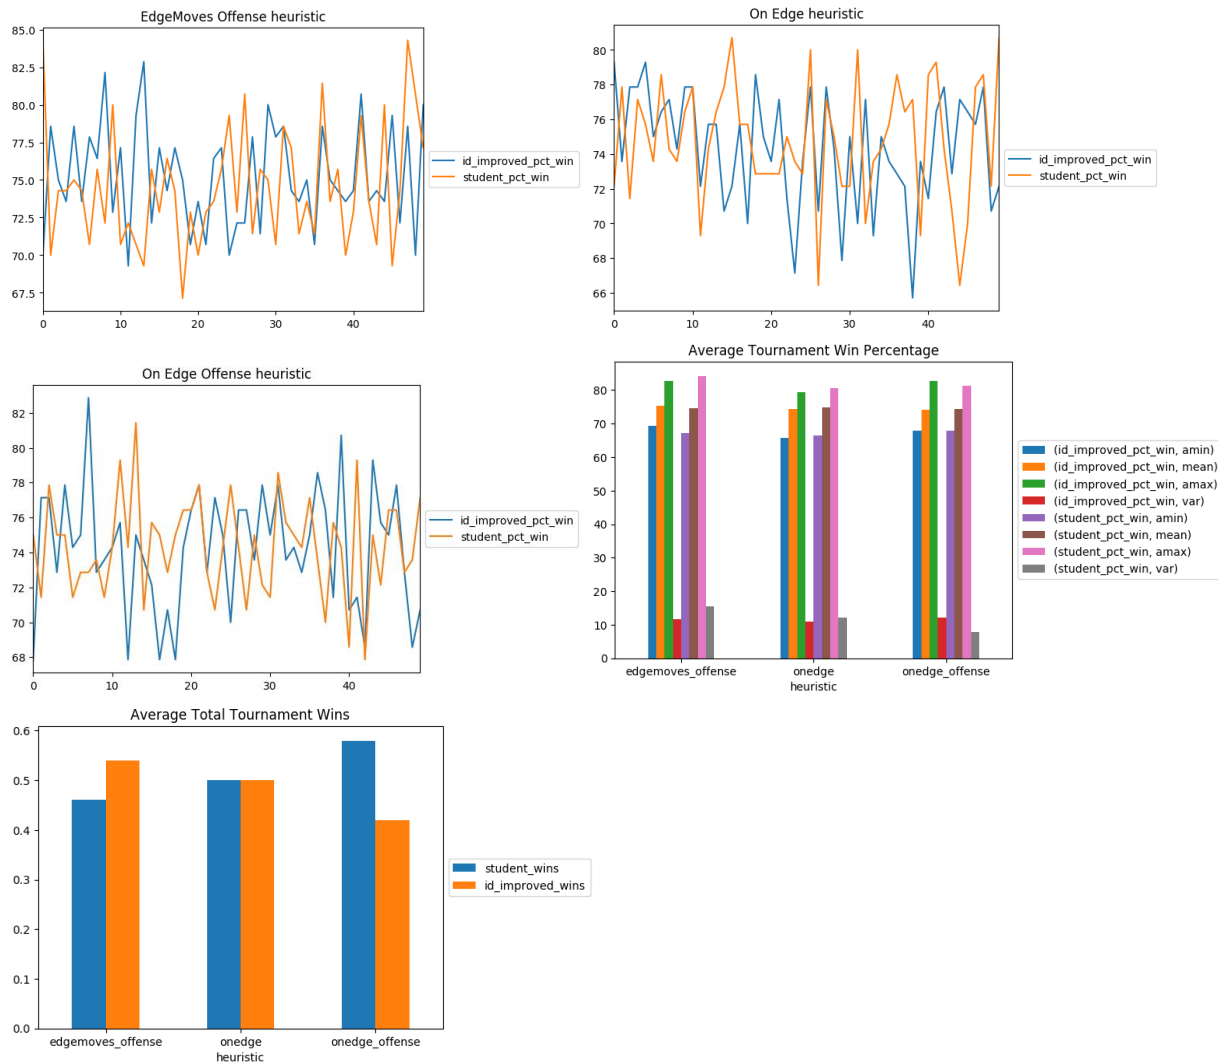 EdgeMoves Offense heuristic
85.0
82.5
80.0
77.5
75.0
72.5
70.0
67.5
0
10
20
30
40
id_improved_pct_win
student_pct_win
On Edge heuristic
80
78
76
74
72
70
68
66
0
10
20
30
40
id_improved_pct_win
student_pct_win
On Edge Offense heuristic
82
80
78
76
74
72
70
68
0
10
20
30
40
id_improved_pct_win
student_pct_win
Average Tournament Win Percentage
80
70
60
50
40
30
20
10
0
edgemoves_offense
onedge
onedge_offense
heuristic
(id_improved_pct_win, amin)
(id_improved_pct_win, mean)
(id_improved_pct_win, amax)
(id_improved_pct_win, var)
(student_pct_win, amin)
(student_pct_win, mean)
(student_pct_win, amax)
(student_pct_win, var)
Average Total Tournament Wins
0.6
0.5
0.4
0.3
0.2
0.1
0.0
edgemoves_offense
onedge
onedge_offense
heuristic
student_wins
id_improved_wins